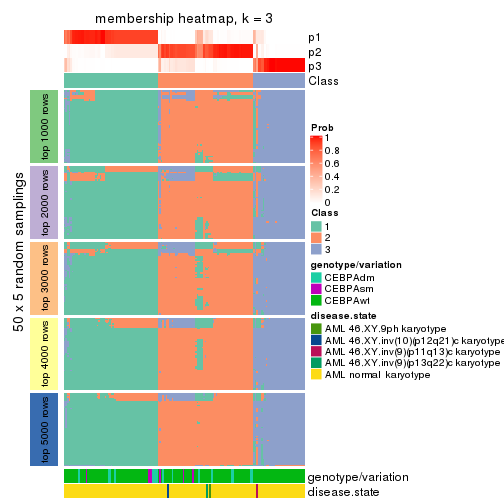 membership heatmap, k = 3
p1
p2
p3
Class
50 x 5 random samplings
top 1000 rows
top 2000 rows
top 3000 rows
top 4000 rows
top 5000 rows
Prob
1
0.8
0.6
0.4
0.2
0
Class
1
2
3
genotype/variation
CEBPAdm
CEBPAsm
CEBPAwt
disease.state
AML 46.XY.9ph karyotype
AML 46.XY.inv(10)(p12q21)c karyotype
AML 46.XY.inv(9)(p11q13)c karyotype
AML 46.XY.inv(9)(p13q22)c karyotype
AML normal karyotype
genotype/variation
disease.state